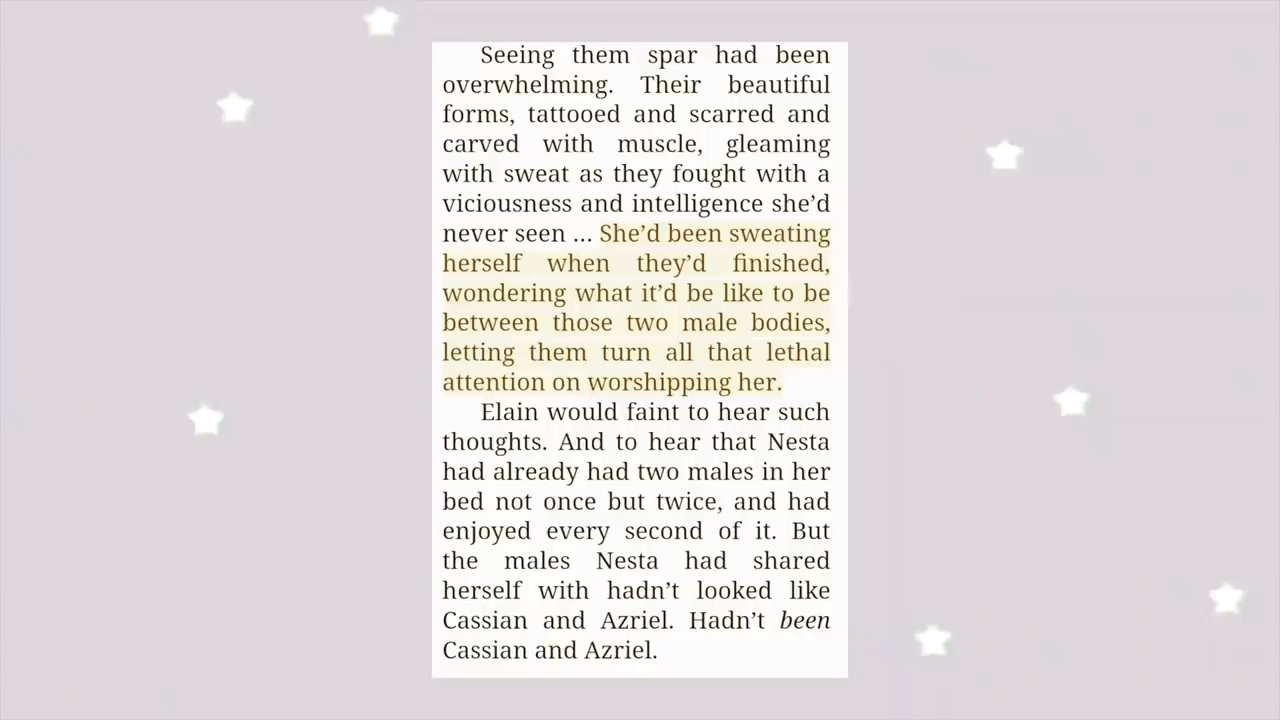 Seeing them spar had been
overwhelming. Their beautiful
forms, tattooed and scarred and
carved with muscle, gleaming
with sweat as they fought with a
viciousness and intelligence she’d
never seen ... She’d been sweating
herself when they’d finished,
wondering what it’d be like to be
between those two male bodies,
letting them turn all that lethal
attention on worshipping her.
Elain would faint to hear such
thoughts. And to hear that Nesta
had already had two males in her
bed not once but twice, and had
enjoyed every second of it. But
the males Nesta had shared
herself with hadn’t looked like
Cassian and Azriel. Hadn’t been
Cassian and Azriel.